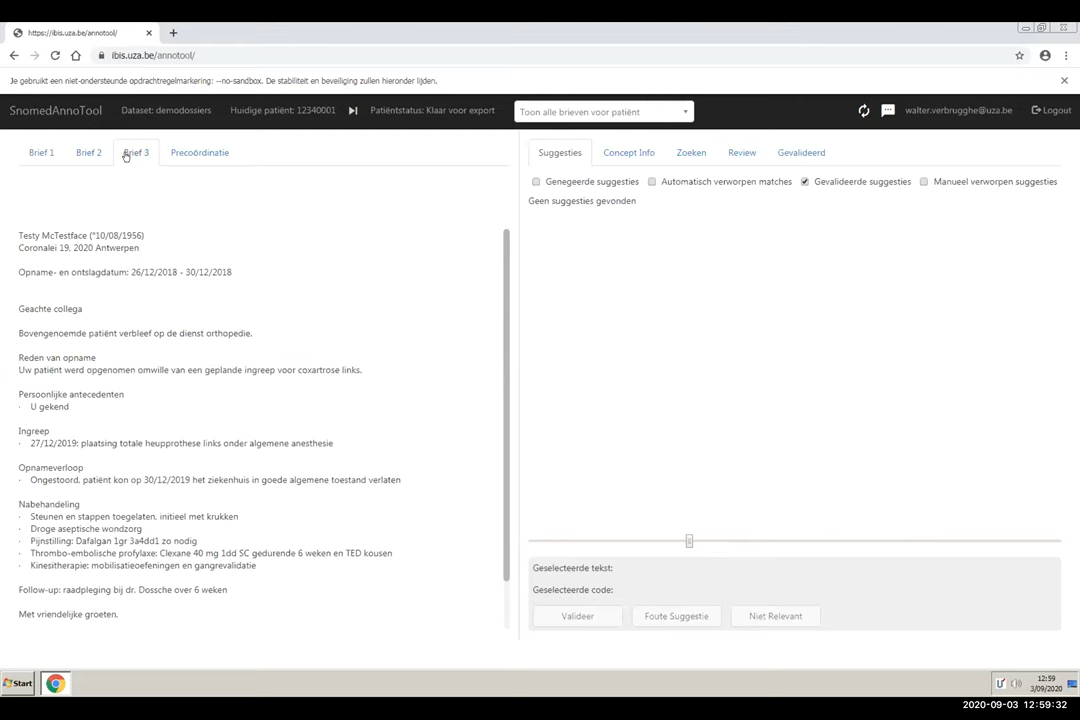 https://ibis.uza.be/annotool/
ibis.uza.be/annotool/
Je gebruikt een niet-ondersteunde opdrachtregelmarkering: --no-sandbox. De stabiliteit en beveiliging zullen hieronder lijden.
SnomedAnnoTool Dataset: demodossiers Huidige patiënt: 12340001 Patiëntstatus: Klaar voor export Toon alle brieven voor patiënt walter.verbrugghe@uza.be Logout
Brief 1 Brief 2 Brief 3 Precoördinatie
Suggesties Concept Info Zoeken Review Gevalideerd
Genegeerde suggesties Automatisch verworpen matches Gevalideerde suggesties Manueel verworpen suggesties
Geen suggesties gevonden
Testy McTestface (°10/08/1956)
Coronalei 19, 2020 Antwerpen
Opname- en ontslagdatum: 26/12/2018 - 30/12/2018
Geachte collega
Bovengenoemde patiënt verbleef op de dienst orthopedie.
Reden van opname
Uw patiënt werd opgenomen omwille van een geplande ingreep voor coxartrose links.
Persoonlijke antecedenten
· U gekend
Ingreep
· 27/12/2019: plaatsing totale heupprothese links onder algemene anesthesie
Opnameverloop
· Ongestoord, patiënt kon op 30/12/2019 het ziekenhuis in goede algemene toestand verlaten
Nabehandeling
· Steunen en stappen toegelaten, initieel met krukken
· Droge aseptische wondzorg
· Pijnstilling: Dafalgan 1gr 3a4dd1 zo nodig
· Thrombo-embolische profylaxe: Clexane 40 mg 1dd SC gedurende 6 weken en TED kousen
· Kinesitherapie: mobilisatieoefeningen en gangrevalidatie
Follow-up: raadpleging bij dr. Dossche over 6 weken
Met vriendelijke groeten,
Geselecteerde tekst:
Geselecteerde code:
Valideer Foute Suggestie Niet Relevant
Start
12:59
3/09/2020
2020-09-03 12:59:32